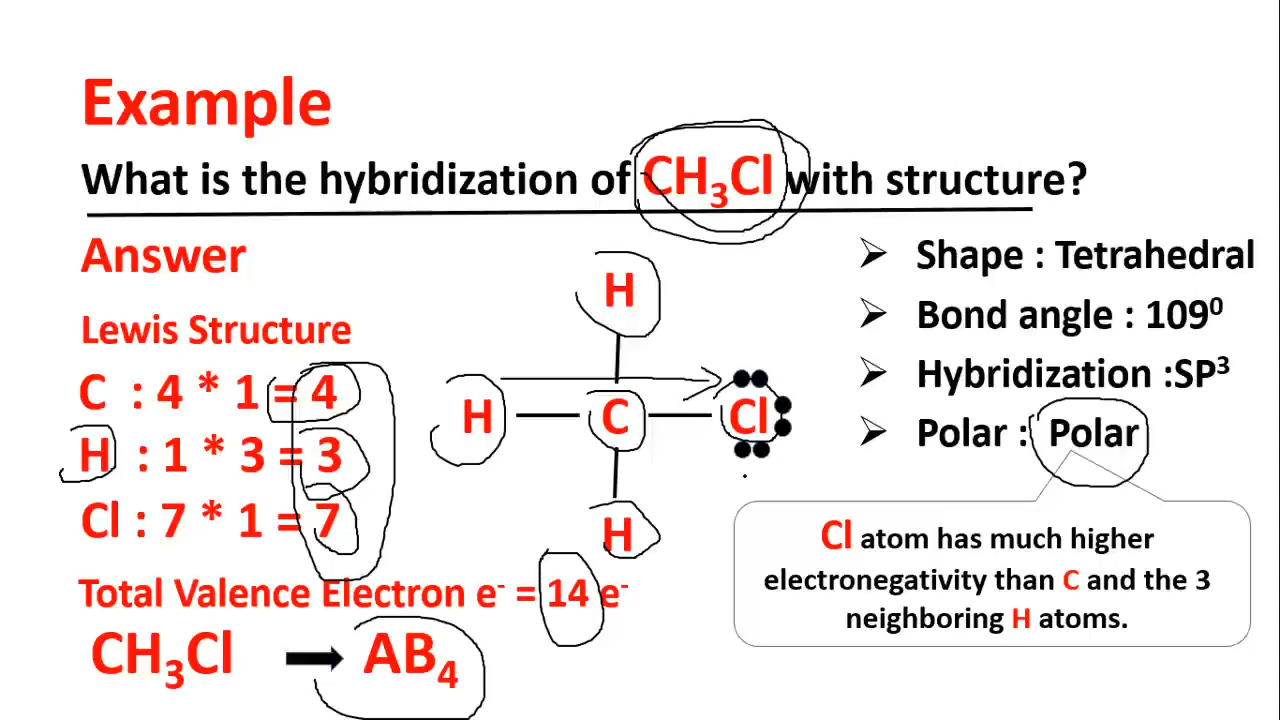 Example
What is the hybridization of CH₃Cl with structure?
Answer
Lewis Structure
C : 4 * 1 = 4
H : 1 * 3 = 3
Cl : 7 * 1 = 7
Total Valence Electron e⁻ = 14 e⁻
CH₃Cl → AB₄
H
H C Cl
H
➢ Shape : Tetrahedral
➢ Bond angle : 109⁰
➢ Hybridization :SP³
➢ Polar : Polar
Cl atom has much higher
electronegativity than C and the 3
neighboring H atoms.